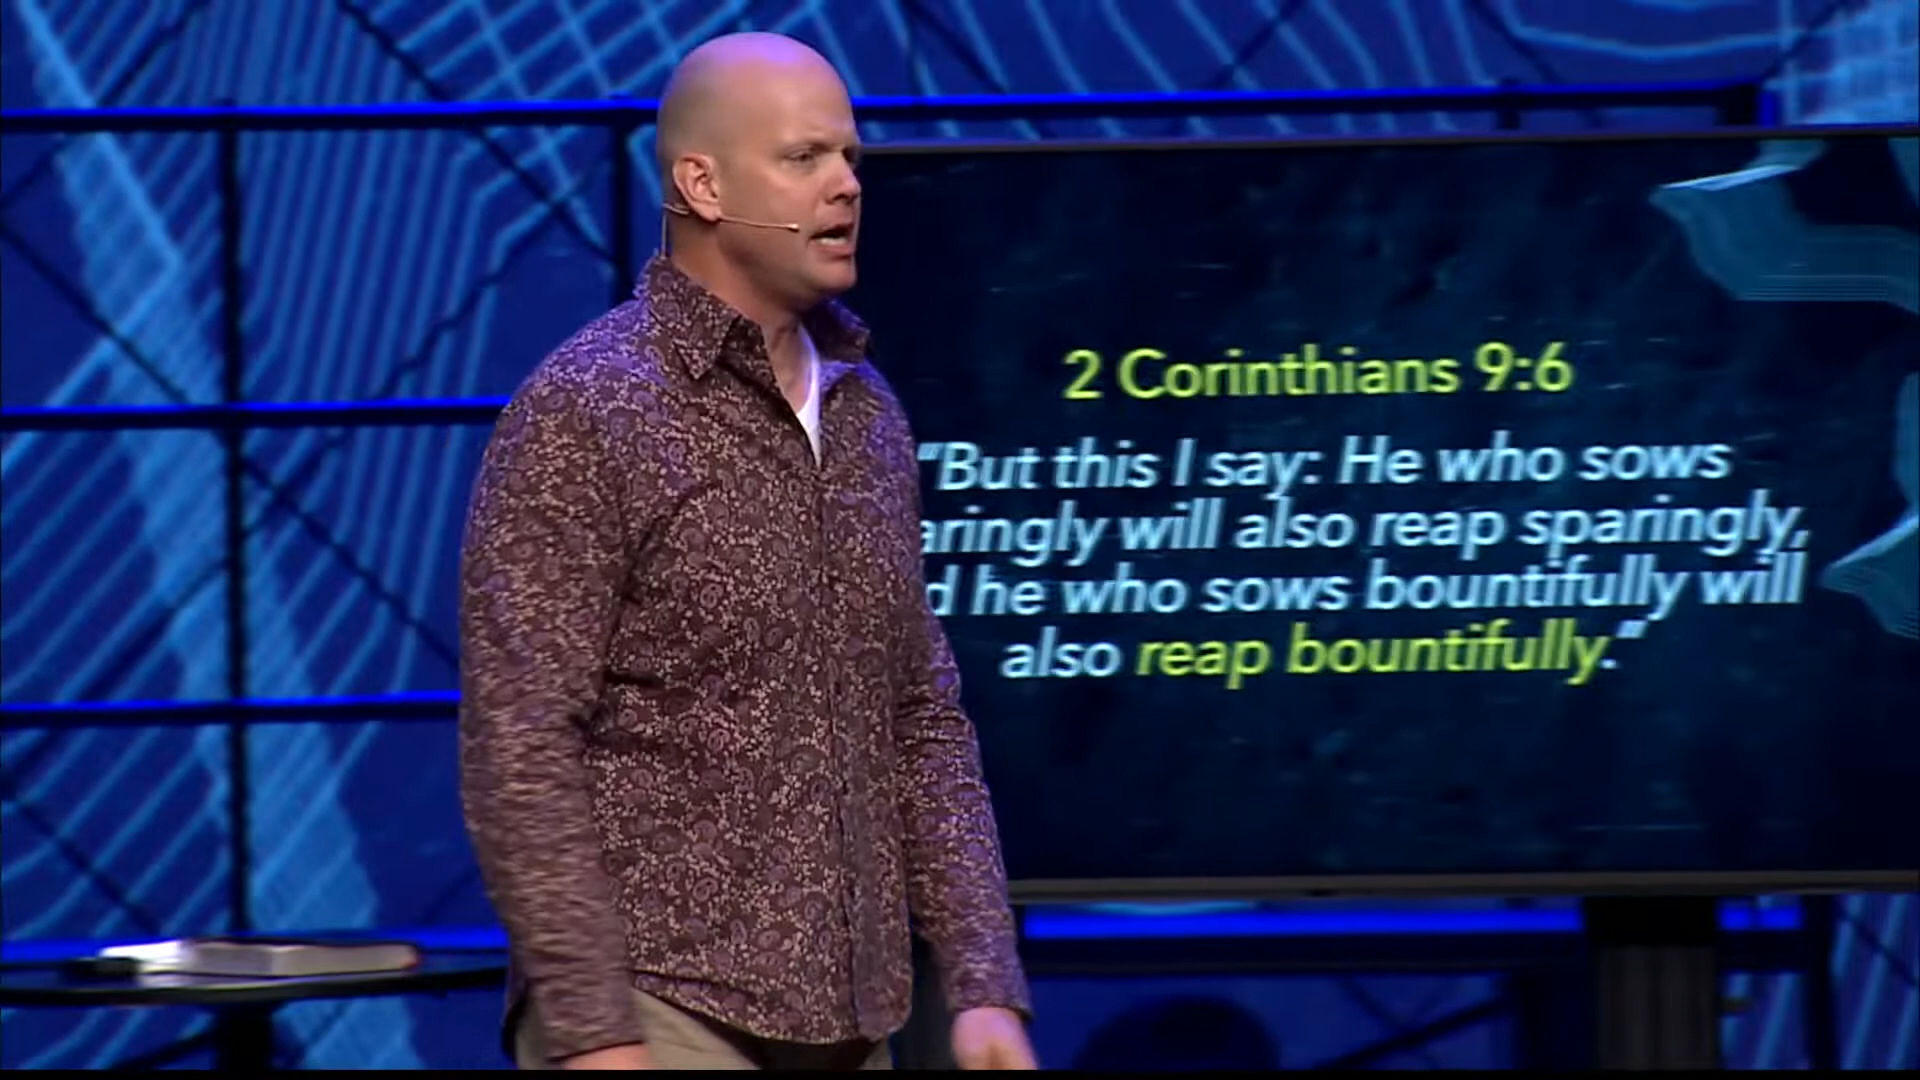 2 Corinthians 9:6
"But this I say: He who sows
aringly will also reap sparingly,
d he who sows bountifully will
also reap bountifully."